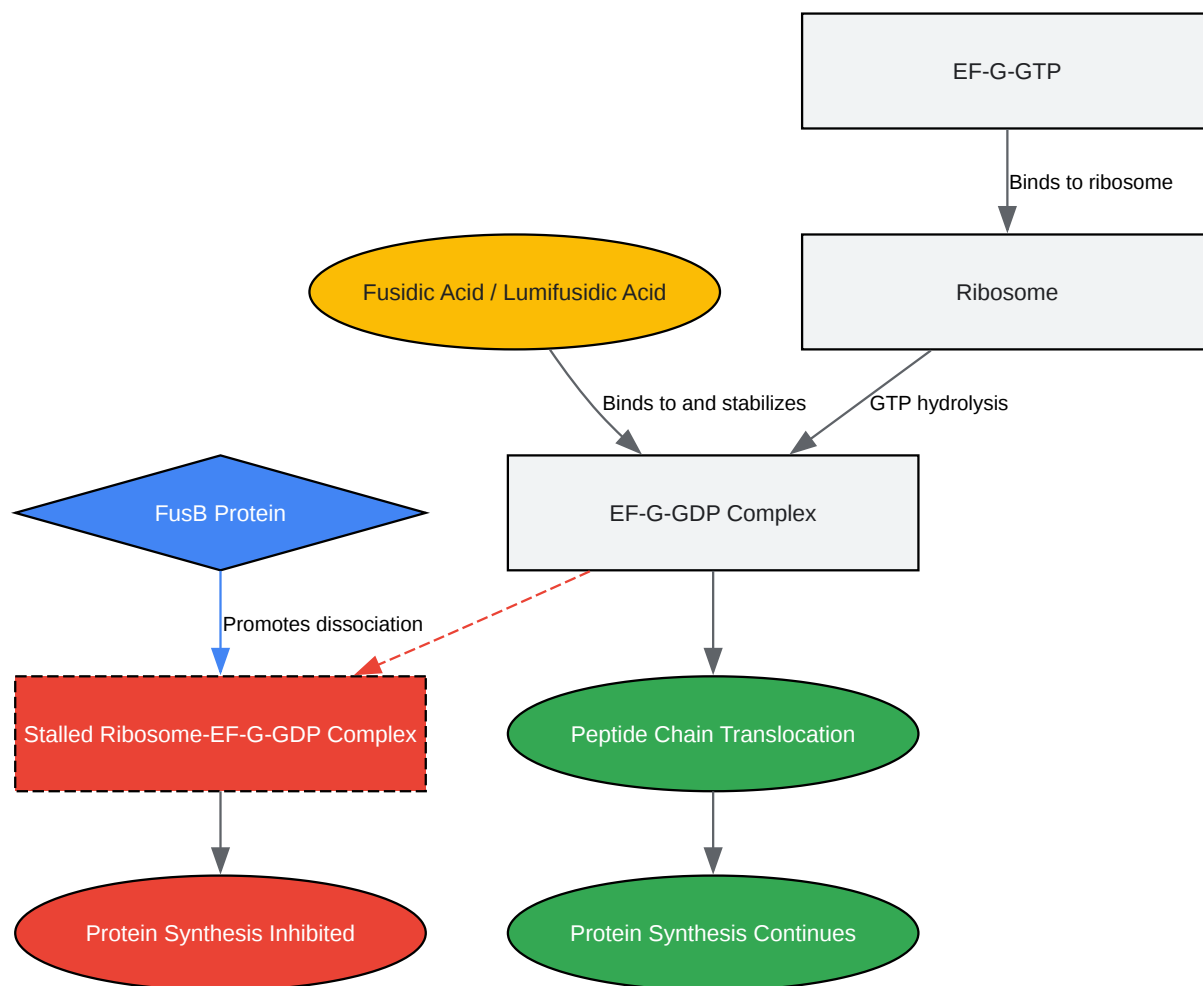 EF-G-GTP
Binds to ribosome
Fusidic Acid / Lumifusidic Acid
Ribosome
Binds to and stabilizes
GTP hydrolysis
FusB Protein
EF-G-GDP Complex
Promotes dissociation
Stalled Ribosome-EF-G-GDP Complex
Peptide Chain Translocation
Protein Synthesis Inhibited
Protein Synthesis Continues